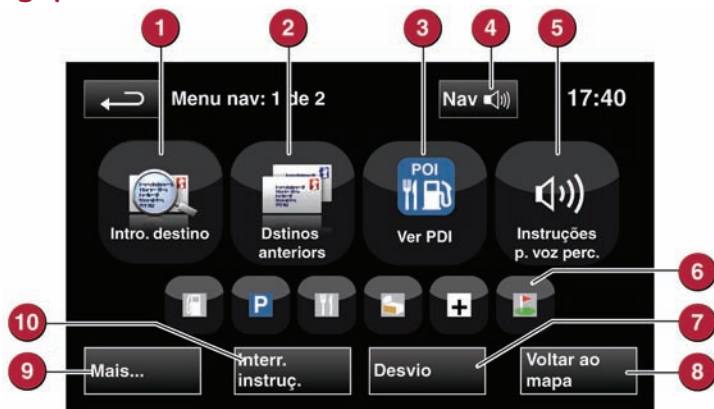 1 2 3 4 5
Menu nav: 1 de 2 Nav 17:40
POI
Intro. destino
Dstinos
anteriors
Ver PDI
Instruções
p. voz perc.
P
6
10
7
9
8
Mais...
Interr.
instruç.
Desvio
Voltar ao
mapa